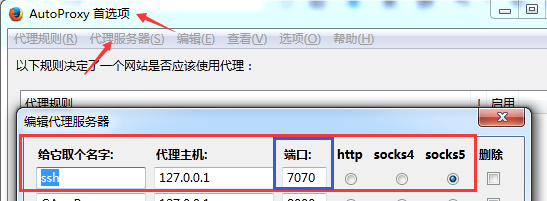 AutoProxy 首选项
代理规则(R) 代理服务器(S) 编辑(E) 查看(V) 选项(O) 帮助(H)
以下规则决定了一个网站是否应该使用代理：
代理规则 启用
编辑代理服务器
给它取个名字: 代理主机: 端口: http socks4 socks5 删除
ssh 127.0.0.1 7070